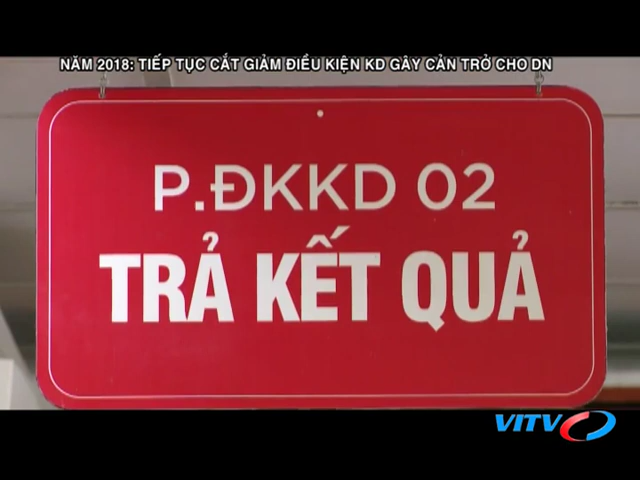 NĂM 2018: TIẾP TỤC CẮT GIẢM ĐIỀU KIỆN KD GÂY CẢN TRỞ CHO DN
P.ĐKKD 02
TRẢ KẾT QUẢ
VITV